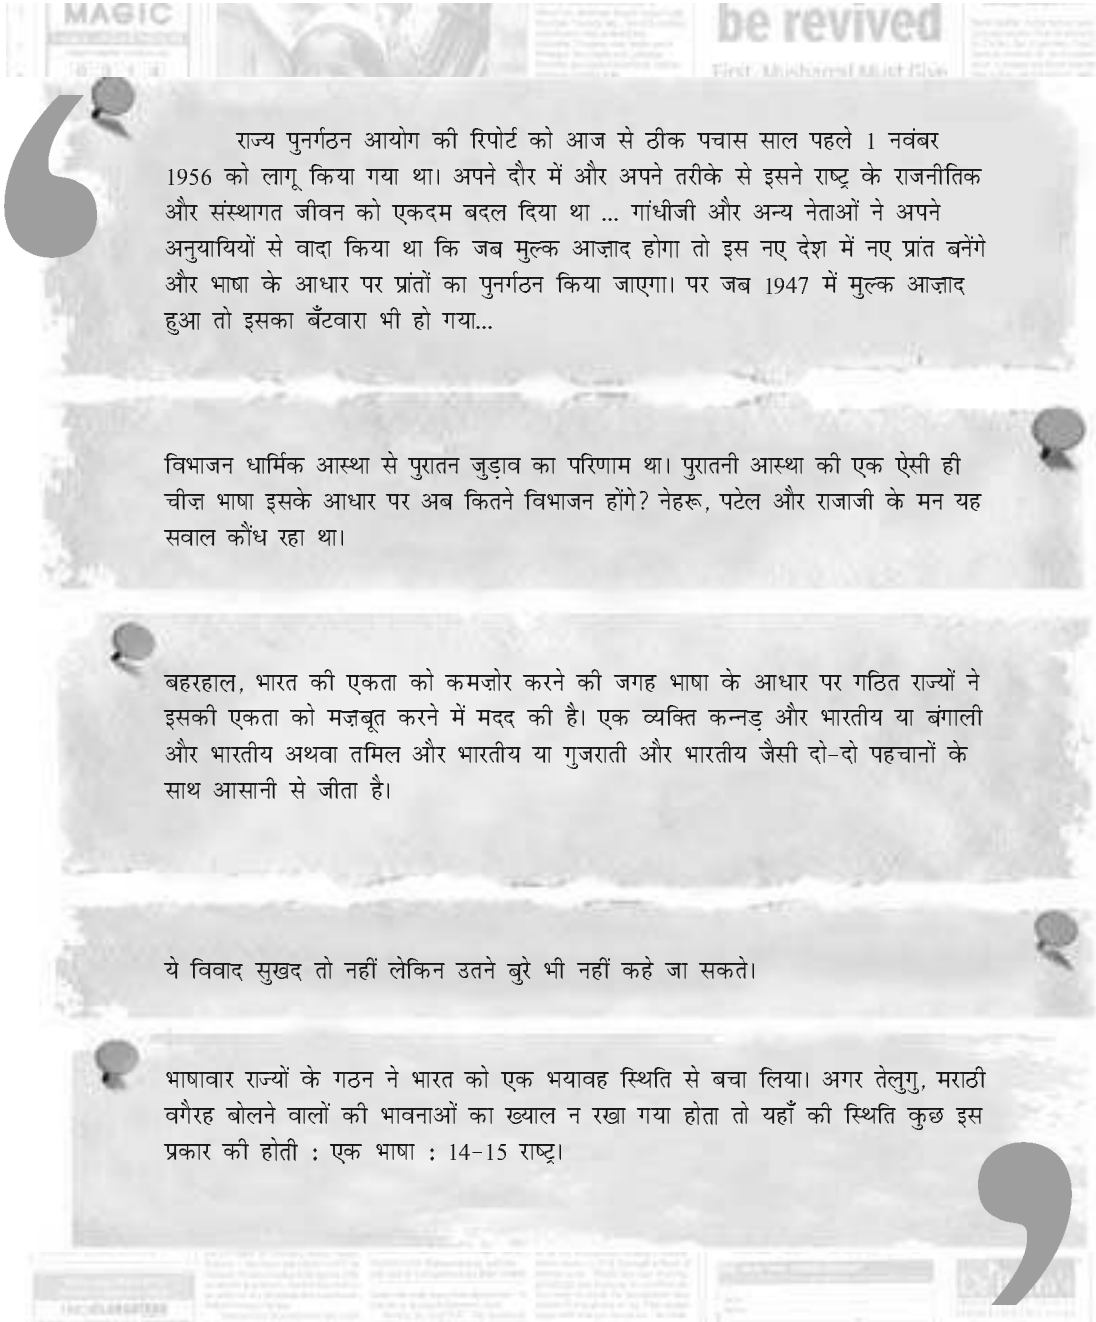 MAGIC
be revived
First, Musharraf Must Give
राज्य पुनर्गठन आयोग की रिपोर्ट को आज से ठीक पचास साल पहले 1 नवंबर
1956 को लागू किया गया था। अपने दौर में और अपने तरीके से इसने राष्ट्र के राजनीतिक
और संस्थागत जीवन को एकदम बदल दिया था ... गांधीजी और अन्य नेताओं ने अपने
अनुयायियों से वादा किया था कि जब मुल्क आज़ाद होगा तो इस नए देश में नए प्रांत बनेंगे
और भाषा के आधार पर प्रांतों का पुनर्गठन किया जाएगा। पर जब 1947 में मुल्क आज़ाद
हुआ तो इसका बँटवारा भी हो गया...
विभाजन धार्मिक आस्था से पुरातन जुड़ाव का परिणाम था। पुरातनी आस्था की एक ऐसी ही
चीज़ भाषा इसके आधार पर अब कितने विभाजन होंगे? नेहरू, पटेल और राजाजी के मन यह
सवाल कौंध रहा था।
बहरहाल, भारत की एकता को कमज़ोर करने की जगह भाषा के आधार पर गठित राज्यों ने
इसकी एकता को मज़बूत करने में मदद की है। एक व्यक्ति कन्नड़ और भारतीय या बंगाली
और भारतीय अथवा तमिल और भारतीय या गुजराती और भारतीय जैसी दो-दो पहचानों के
साथ आसानी से जीता है।
ये विवाद सुखद तो नहीं लेकिन उतने बुरे भी नहीं कहे जा सकते।
भाषावार राज्यों के गठन ने भारत को एक भयावह स्थिति से बचा लिया। अगर तेलुगु, मराठी
वगैरह बोलने वालों की भावनाओं का ख्याल न रखा गया होता तो यहाँ की स्थिति कुछ इस
प्रकार की होती : एक भाषा : 14-15 राष्ट्र।